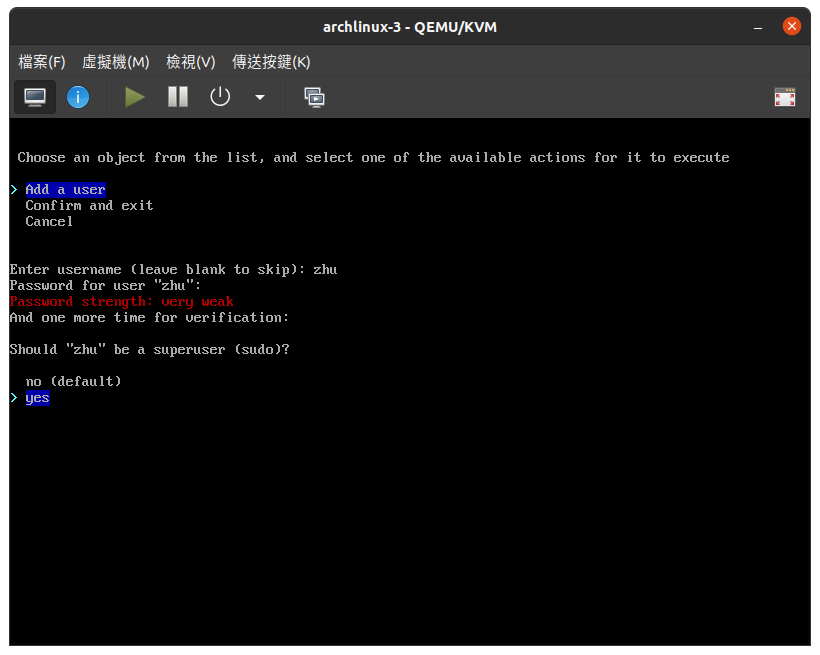 archlinux-3 - QEMU/KVM
檔案(F) 虛擬機(M) 檢視(V) 傳送按鍵(K)
Choose an object from the list, and select one of the available actions for it to execute
> Add a user
Confirm and exit
Cancel
Enter username (leave blank to skip): zhu
Password for user "zhu":
Password strength: very weak
And one more time for verification:
Should "zhu" be a superuser (sudo)?
no (default)
> yes